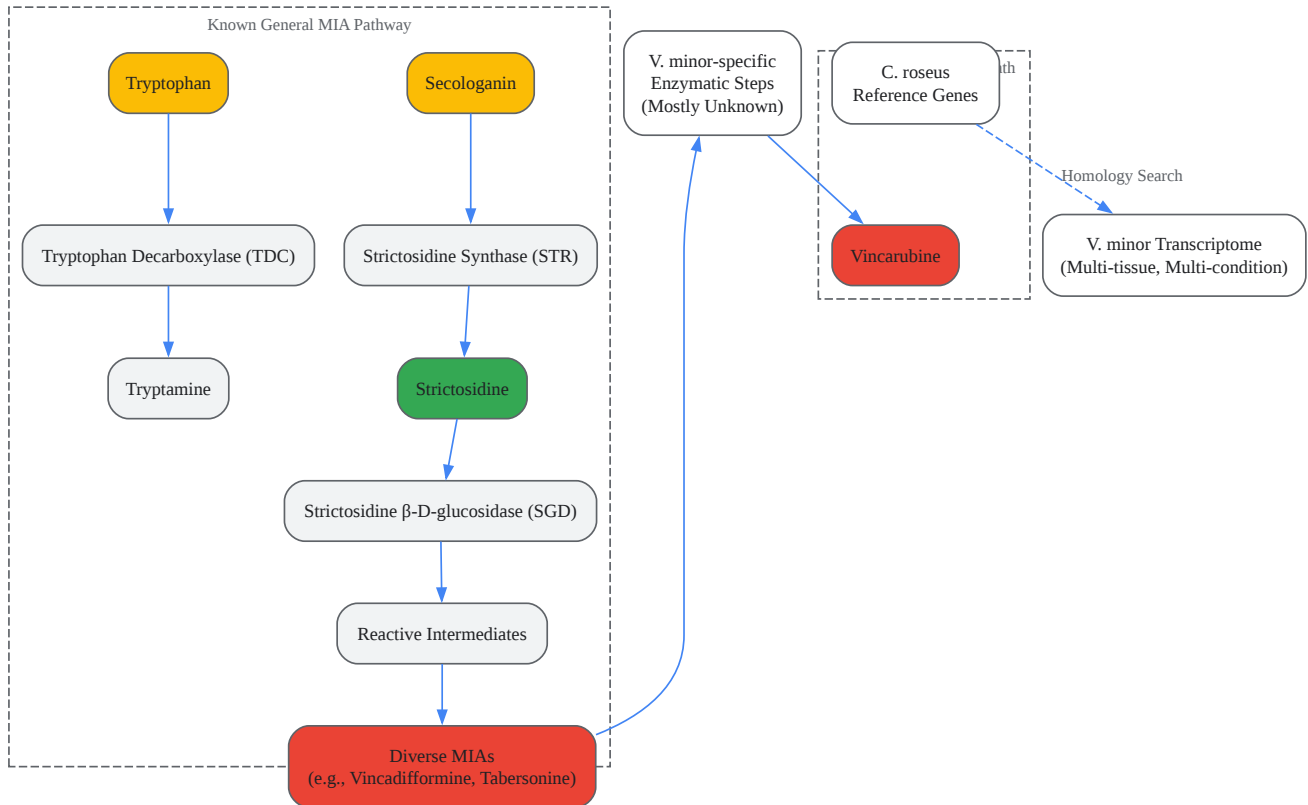 Known General MIA Pathway
Tryptophan
Secologanin
Tryptophan Decarboxylase (TDC)
Strictosidine Synthase (STR)
Tryptamine
Strictosidine
Strictosidine β-D-glucosidase (SGD)
Reactive Intermediates
Diverse MIAs
(e.g., Vincadifformine, Tabersonine)
V. minor-specific
Enzymatic Steps
(Mostly Unknown)
C. roseus
Reference Genes
Vincarubine
Homology Search
V. minor Transcriptome
(Multi-tissue, Multi-condition)